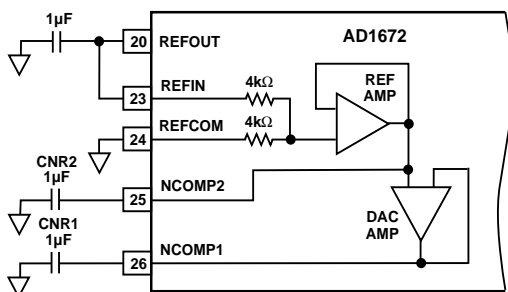 1µF
20 REFOUT
AD1672
23 REFIN
4kΩ
REF
AMP
24 REFCOM
4kΩ
CNR2
1µF
25 NCOMP2
DAC
AMP
CNR1
1µF
26 NCOMP1